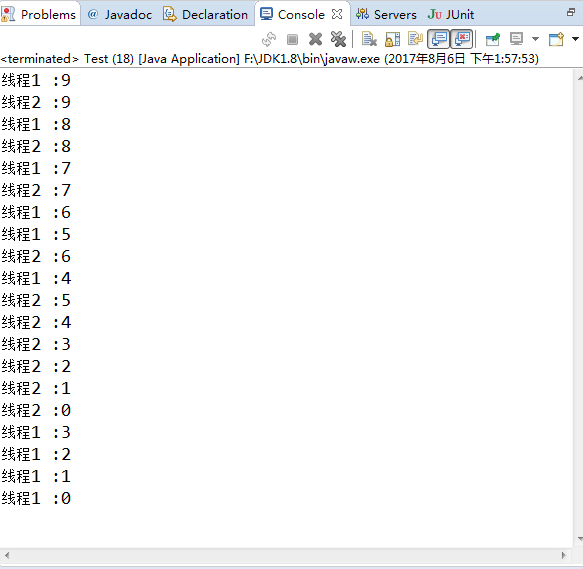 Problems @ Javadoc Declaration Console Servers JU JUnit
<terminated> Test (18) [Java Application] F:\JDK1.8\bin\javaw.exe (2017年8月6日 下午1:57:53)
线程1 :9
线程2 :9
线程1 :8
线程2 :8
线程1 :7
线程2 :7
线程1 :6
线程1 :5
线程2 :6
线程1 :4
线程2 :5
线程2 :4
线程2 :3
线程2 :2
线程2 :1
线程2 :0
线程1 :3
线程1 :2
线程1 :1
线程1 :0